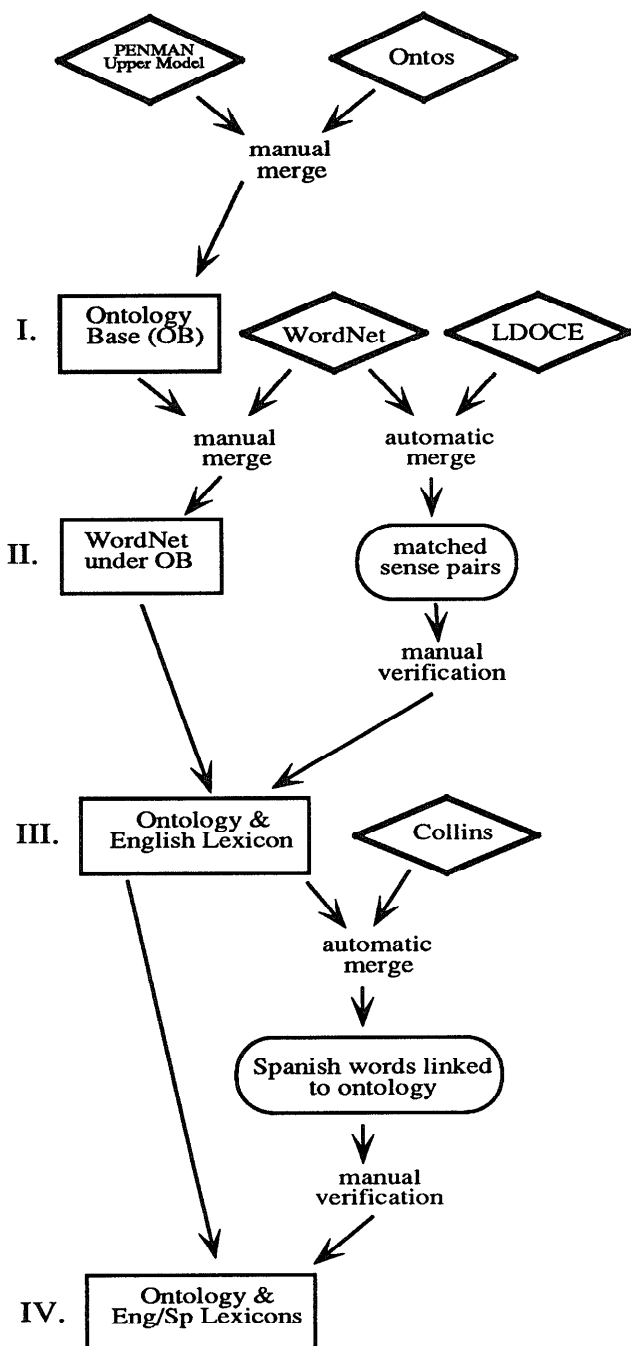 PENMAN
Upper Model
Ontos
manual
merge
I.
Ontology
Base (OB)
WordNet
LDOCE
manual
merge
automatic
merge
II.
WordNet
under OB
matched
sense pairs
manual
verification
III.
Ontology &
English Lexicon
Collins
automatic
merge
Spanish words linked
to ontology
manual
verification
IV.
Ontology &
Eng/Sp Lexicons